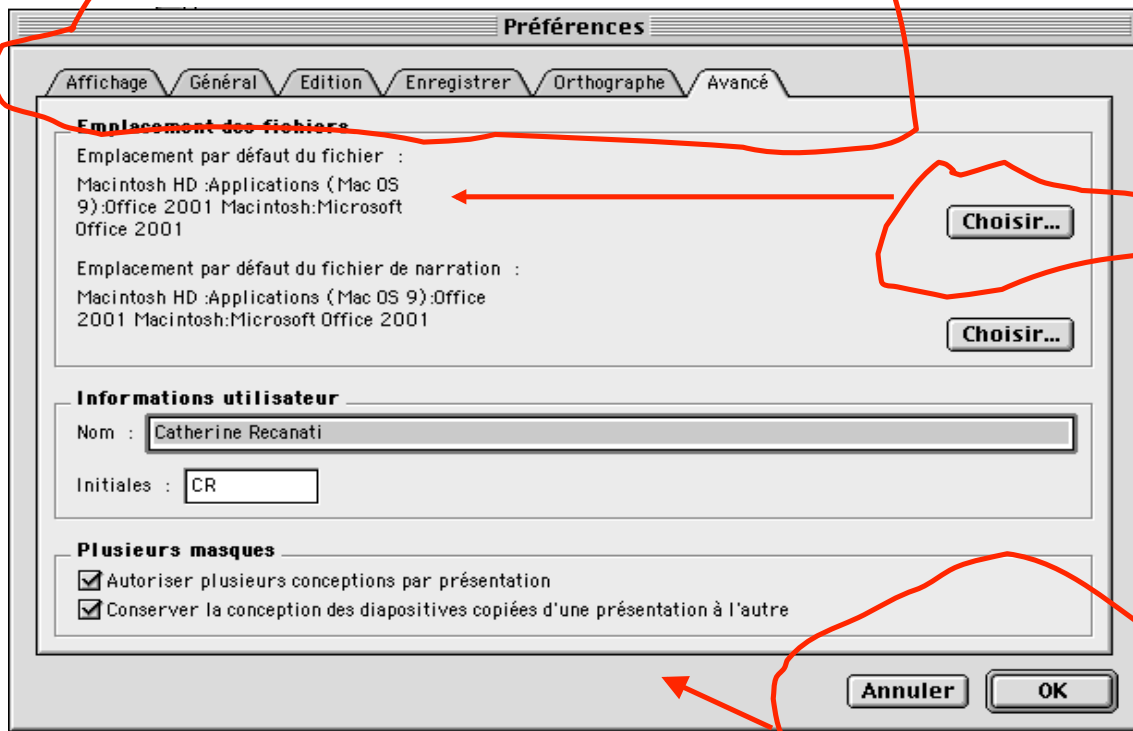 Préférences
Affichage Général Edition Enregistrer Orthographe Avancé
Emplacement des fichiers
Emplacement par défaut du fichier :
Macintosh HD :Applications (Mac OS
9):Office 2001 Macintosh:Microsoft
Office 2001
Choisir...
Emplacement par défaut du fichier de narration :
Macintosh HD :Applications (Mac OS 9):Office
2001 Macintosh:Microsoft Office 2001
Choisir...
Informations utilisateur
Nom : Catherine Recanati
Initiales : CR
Plusieurs masques
Autoriser plusieurs conceptions par présentation
Conserver la conception des diapositives copiées d'une présentation à l'autre
Annuler OK